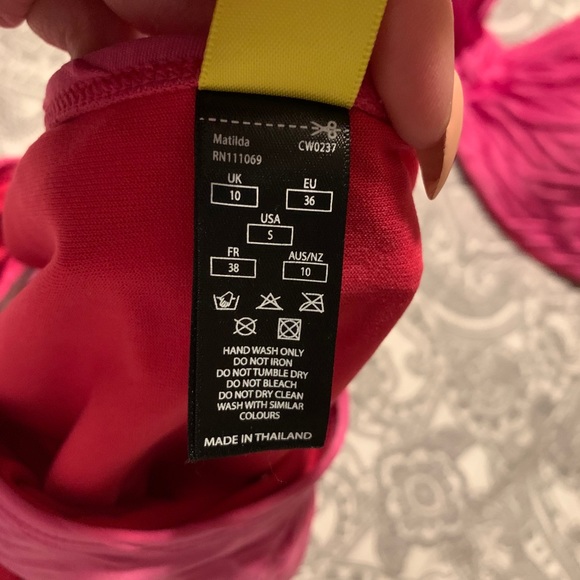 Matilda CW0237
RN111069
UK EU
10 36
USA
S
FR AUS/NZ
38 10
HAND WASH ONLY
DO NOT IRON
DO NOT TUMBLE DRY
DO NOT BLEACH
DO NOT DRY CLEAN
WASH WITH SIMILAR
COLOURS
MADE IN THAILAND